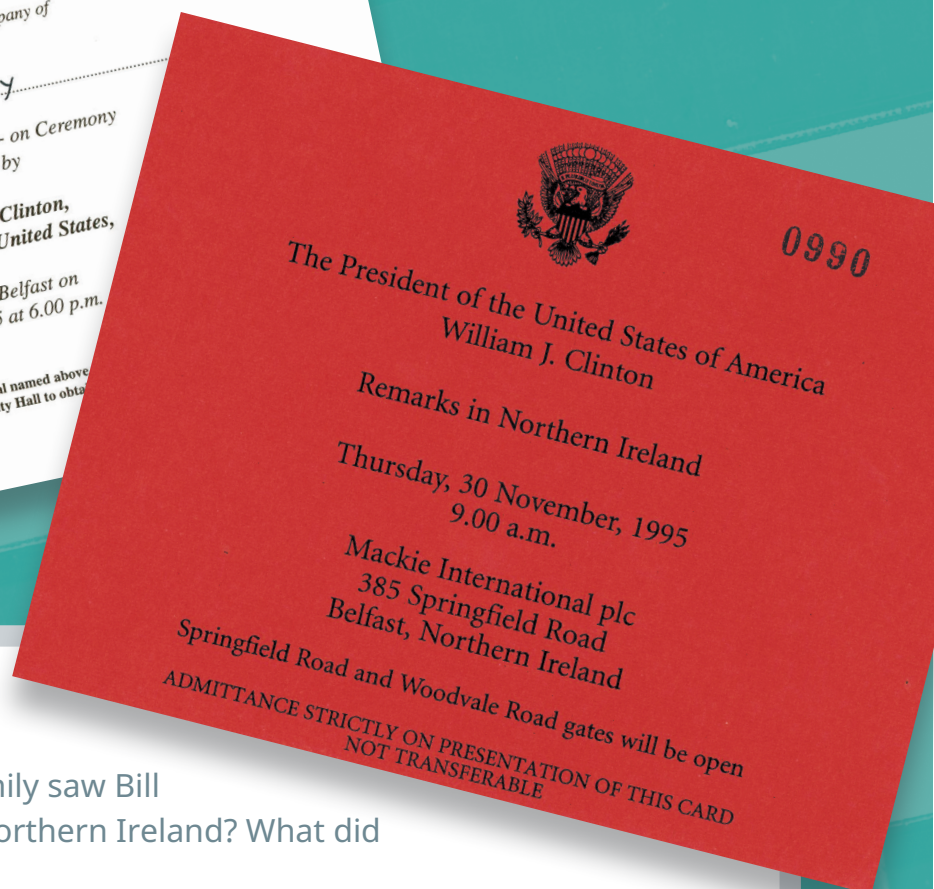 pany of
y
- on Ceremony
by
Clinton,
United States,
Belfast on
at 6.00 p.m.
l named above
ty Hall to obta
0990
The President of the United States of America
William J. Clinton
Remarks in Northern Ireland
Thursday, 30 November, 1995
9.00 a.m.
Mackie International plc
385 Springfield Road
Belfast, Northern Ireland
Springfield Road and Woodvale Road gates will be open
ADMITTANCE STRICTLY ON PRESENTATION OF THIS CARD
NOT TRANSFERABLE
ily saw Bill
orthern Ireland? What did